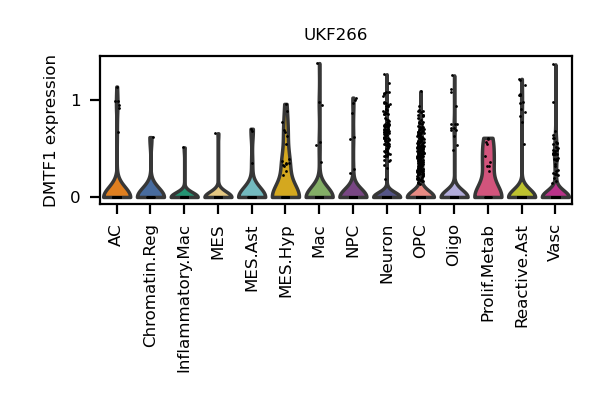 UKF266
DMTF1 expression
1
0
AC
Chromatin.Reg
Inflammatory.Mac
MES
MES.Ast
MES.Hyp
Mac
NPC
Neuron
OPC
Oligo
Prolif.Metab
Reactive.Ast
Vasc